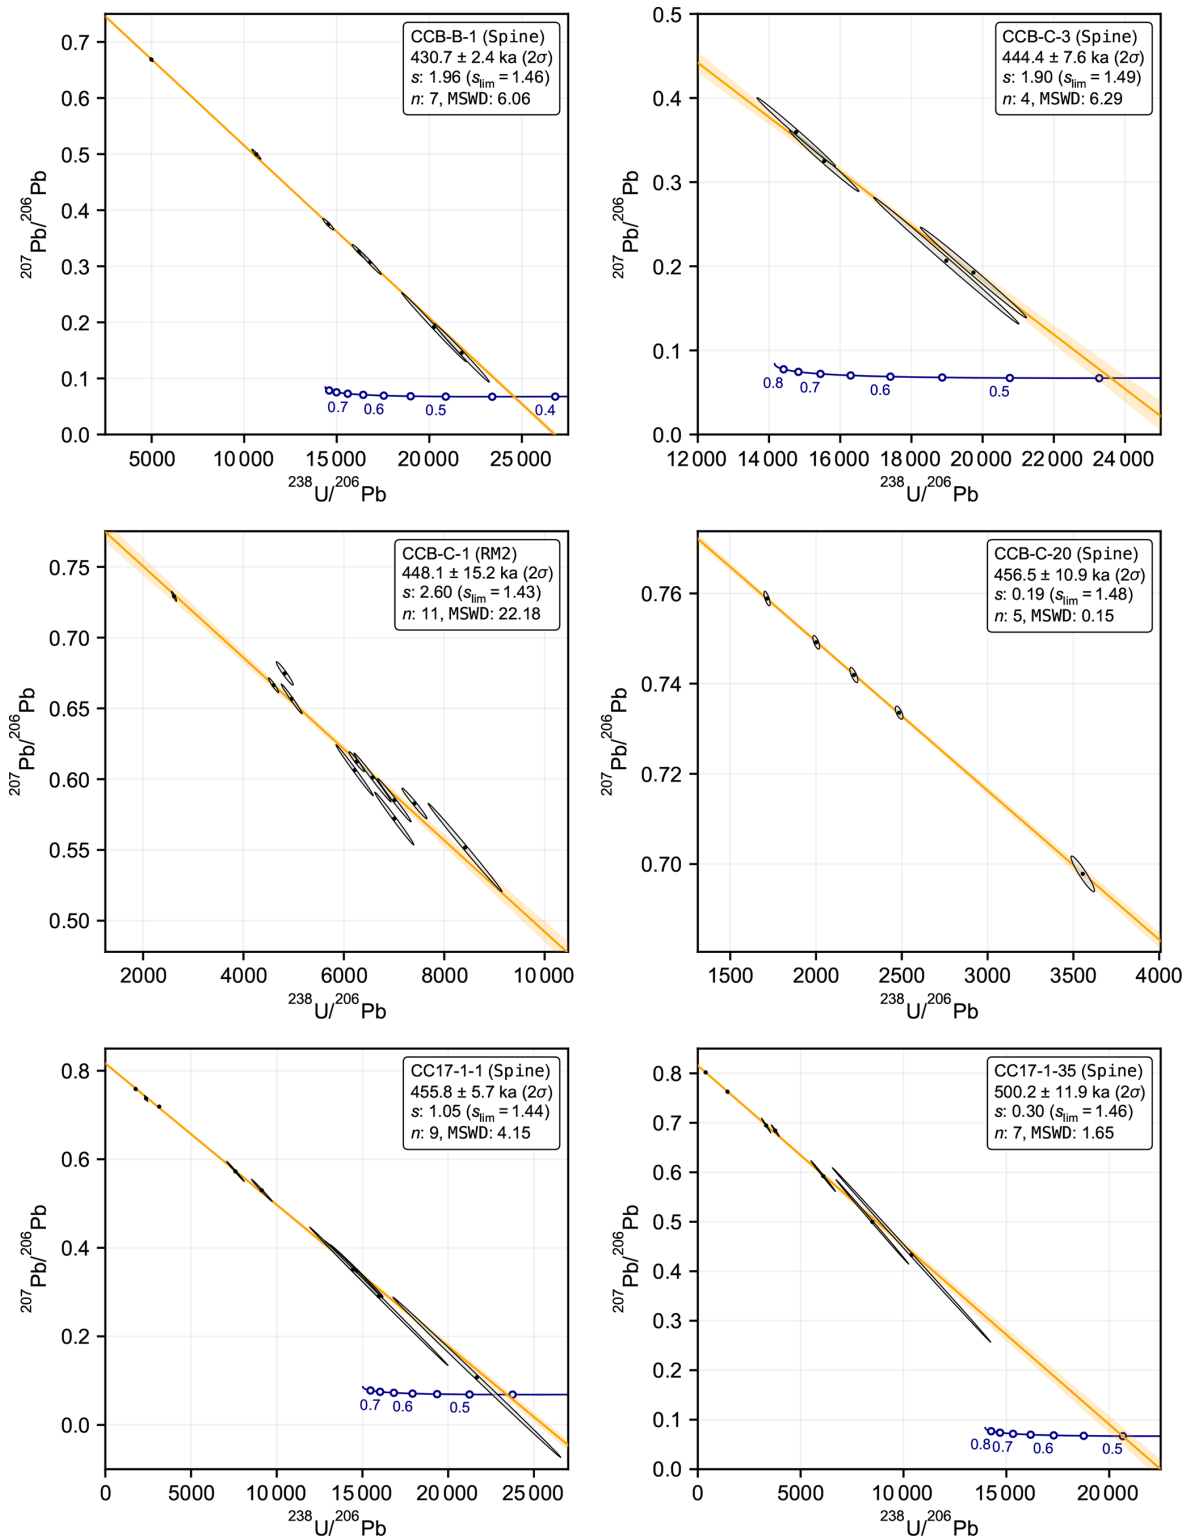 CCB-B-1 (Spine)
430.7 ± 2.4 ka (2σ)
s: 1.96 (slim = 1.46)
n: 7, MSWD: 6.06
0.7
0.6
0.5
0.4
0.3
0.2
0.1
0.0
207Pb/206Pb
0.7 0.6 0.5 0.4
5000 10 000 15 000 20 000 25 000
238U/206Pb
CCB-C-3 (Spine)
444.4 ± 7.6 ka (2σ)
s: 1.90 (slim = 1.49)
n: 4, MSWD: 6.29
0.5
0.4
0.3
0.2
0.1
0.0
207Pb/206Pb
0.8 0.7 0.6 0.5
12 000 14 000 16 000 18 000 20 000 22 000 24 000
238U/206Pb
CCB-C-1 (RM2)
448.1 ± 15.2 ka (2σ)
s: 2.60 (slim = 1.43)
n: 11, MSWD: 22.18
0.75
0.70
0.65
0.60
0.55
0.50
207Pb/206Pb
2000 4000 6000 8000 10 000
238U/206Pb
CCB-C-20 (Spine)
456.5 ± 10.9 ka (2σ)
s: 0.19 (slim = 1.48)
n: 5, MSWD: 0.15
0.76
0.74
0.72
0.70
207Pb/206Pb
1500 2000 2500 3000 3500 4000
238U/206Pb
CC17-1-1 (Spine)
455.8 ± 5.7 ka (2σ)
s: 1.05 (slim = 1.44)
n: 9, MSWD: 4.15
0.8
0.6
0.4
0.2
0.0
207Pb/206Pb
0.7 0.6 0.5
0 5000 10 000 15 000 20 000 25 000
238U/206Pb
CC17-1-35 (Spine)
500.2 ± 11.9 ka (2σ)
s: 0.30 (slim = 1.46)
n: 7, MSWD: 1.65
0.8
0.7
0.6
0.5
0.4
0.3
0.2
0.1
0.0
207Pb/206Pb
0.8 0.7 0.6 0.5
0 5000 10 000 15 000 20 000
238U/206Pb